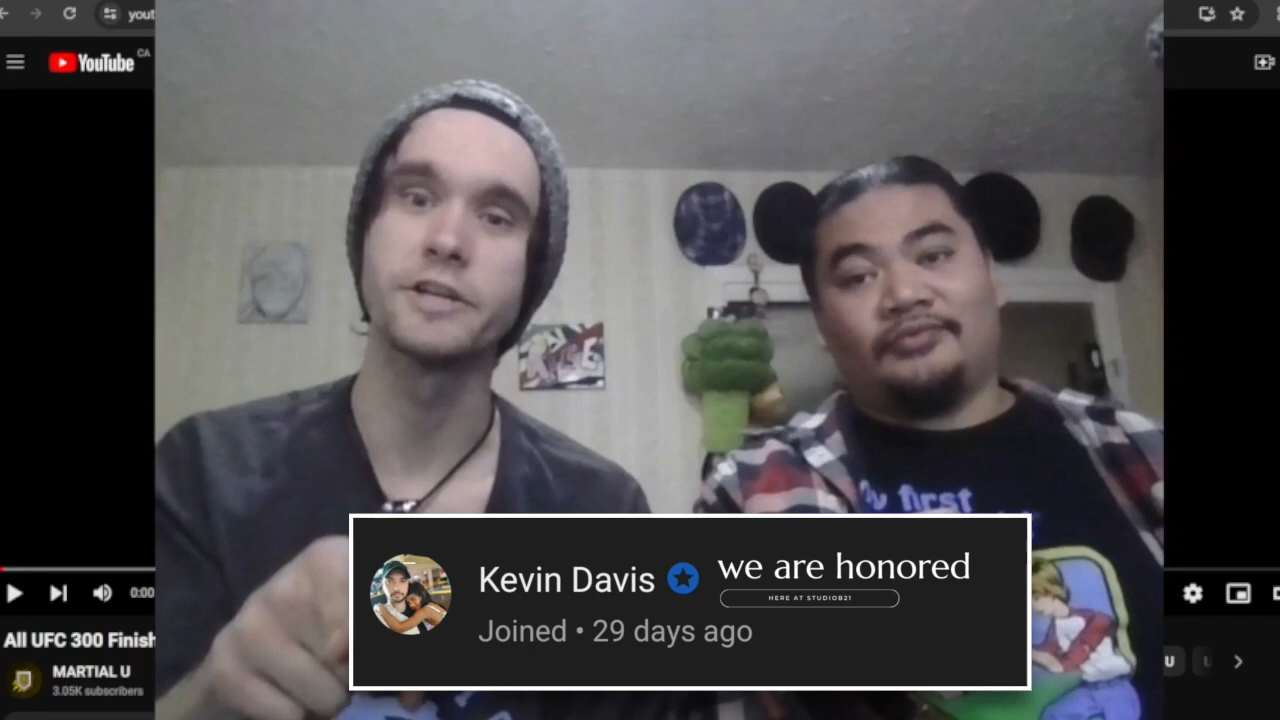 yout
YouTube CA
RISE
y first
Kevin Davis
we are honored
HERE AT STUDIOB21
Joined • 29 days ago
0:00
All UFC 300 Finish
MARTIAL U
3.05K subscribers
U
U